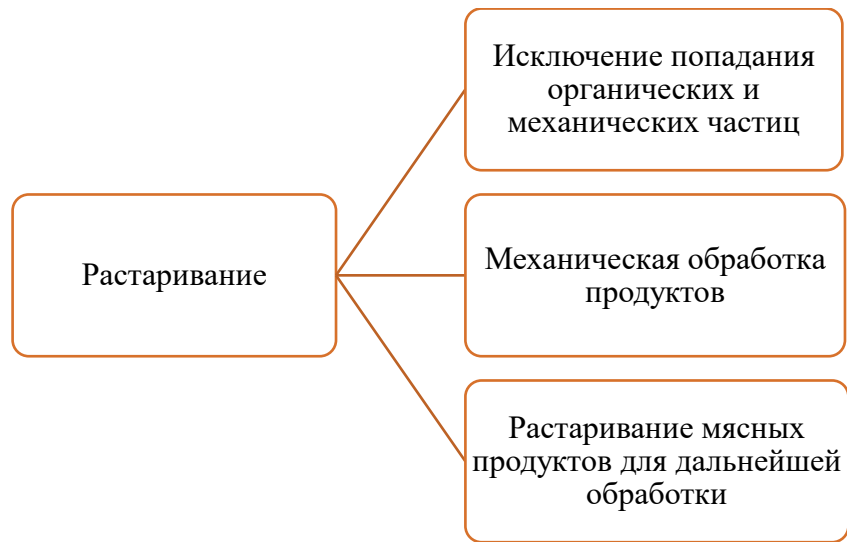 Исключение попадания
органических и
механических частиц
Растаривание
Механическая обработка
продуктов
Растаривание мясных
продуктов для дальнейшей
обработки